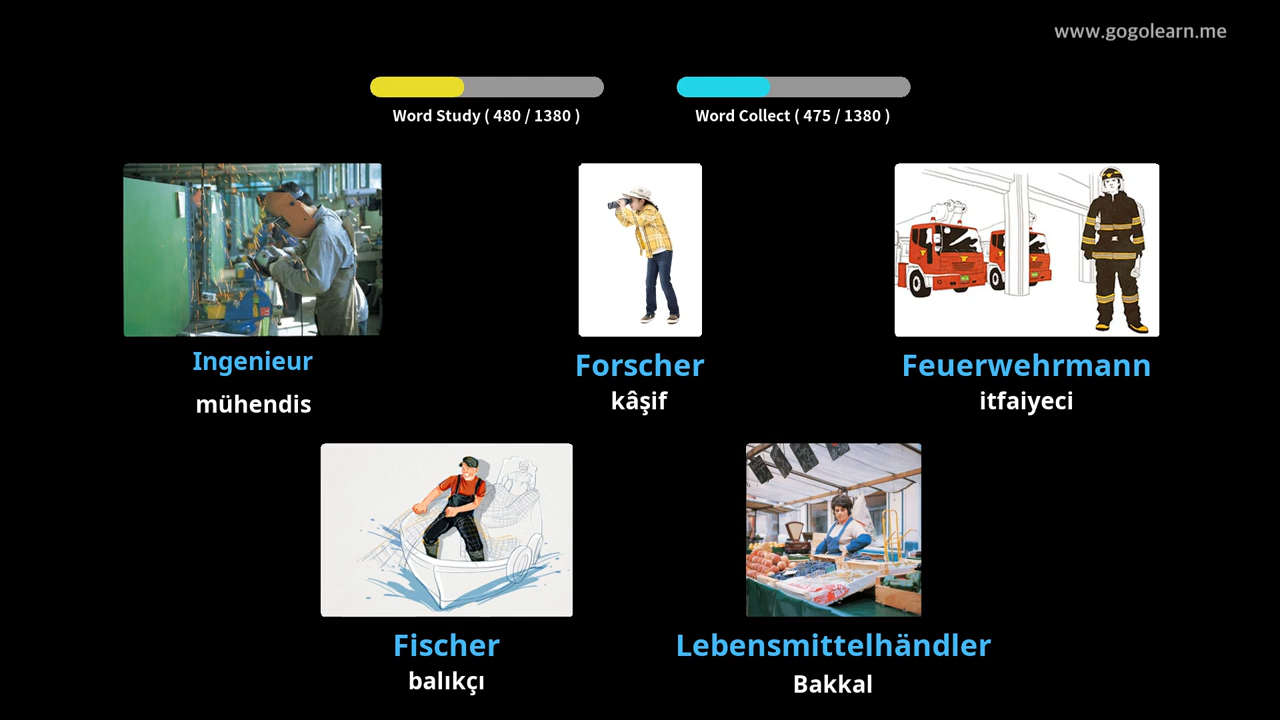 www.gogolearn.me
Word Study ( 480 / 1380 )
Word Collect ( 475 / 1380 )
Ingenieur
mühendis
Forscher
kâşif
Feuerwehrmann
itfaiyeci
Fischer
balıkçı
Lebensmittelhändler
Bakkal